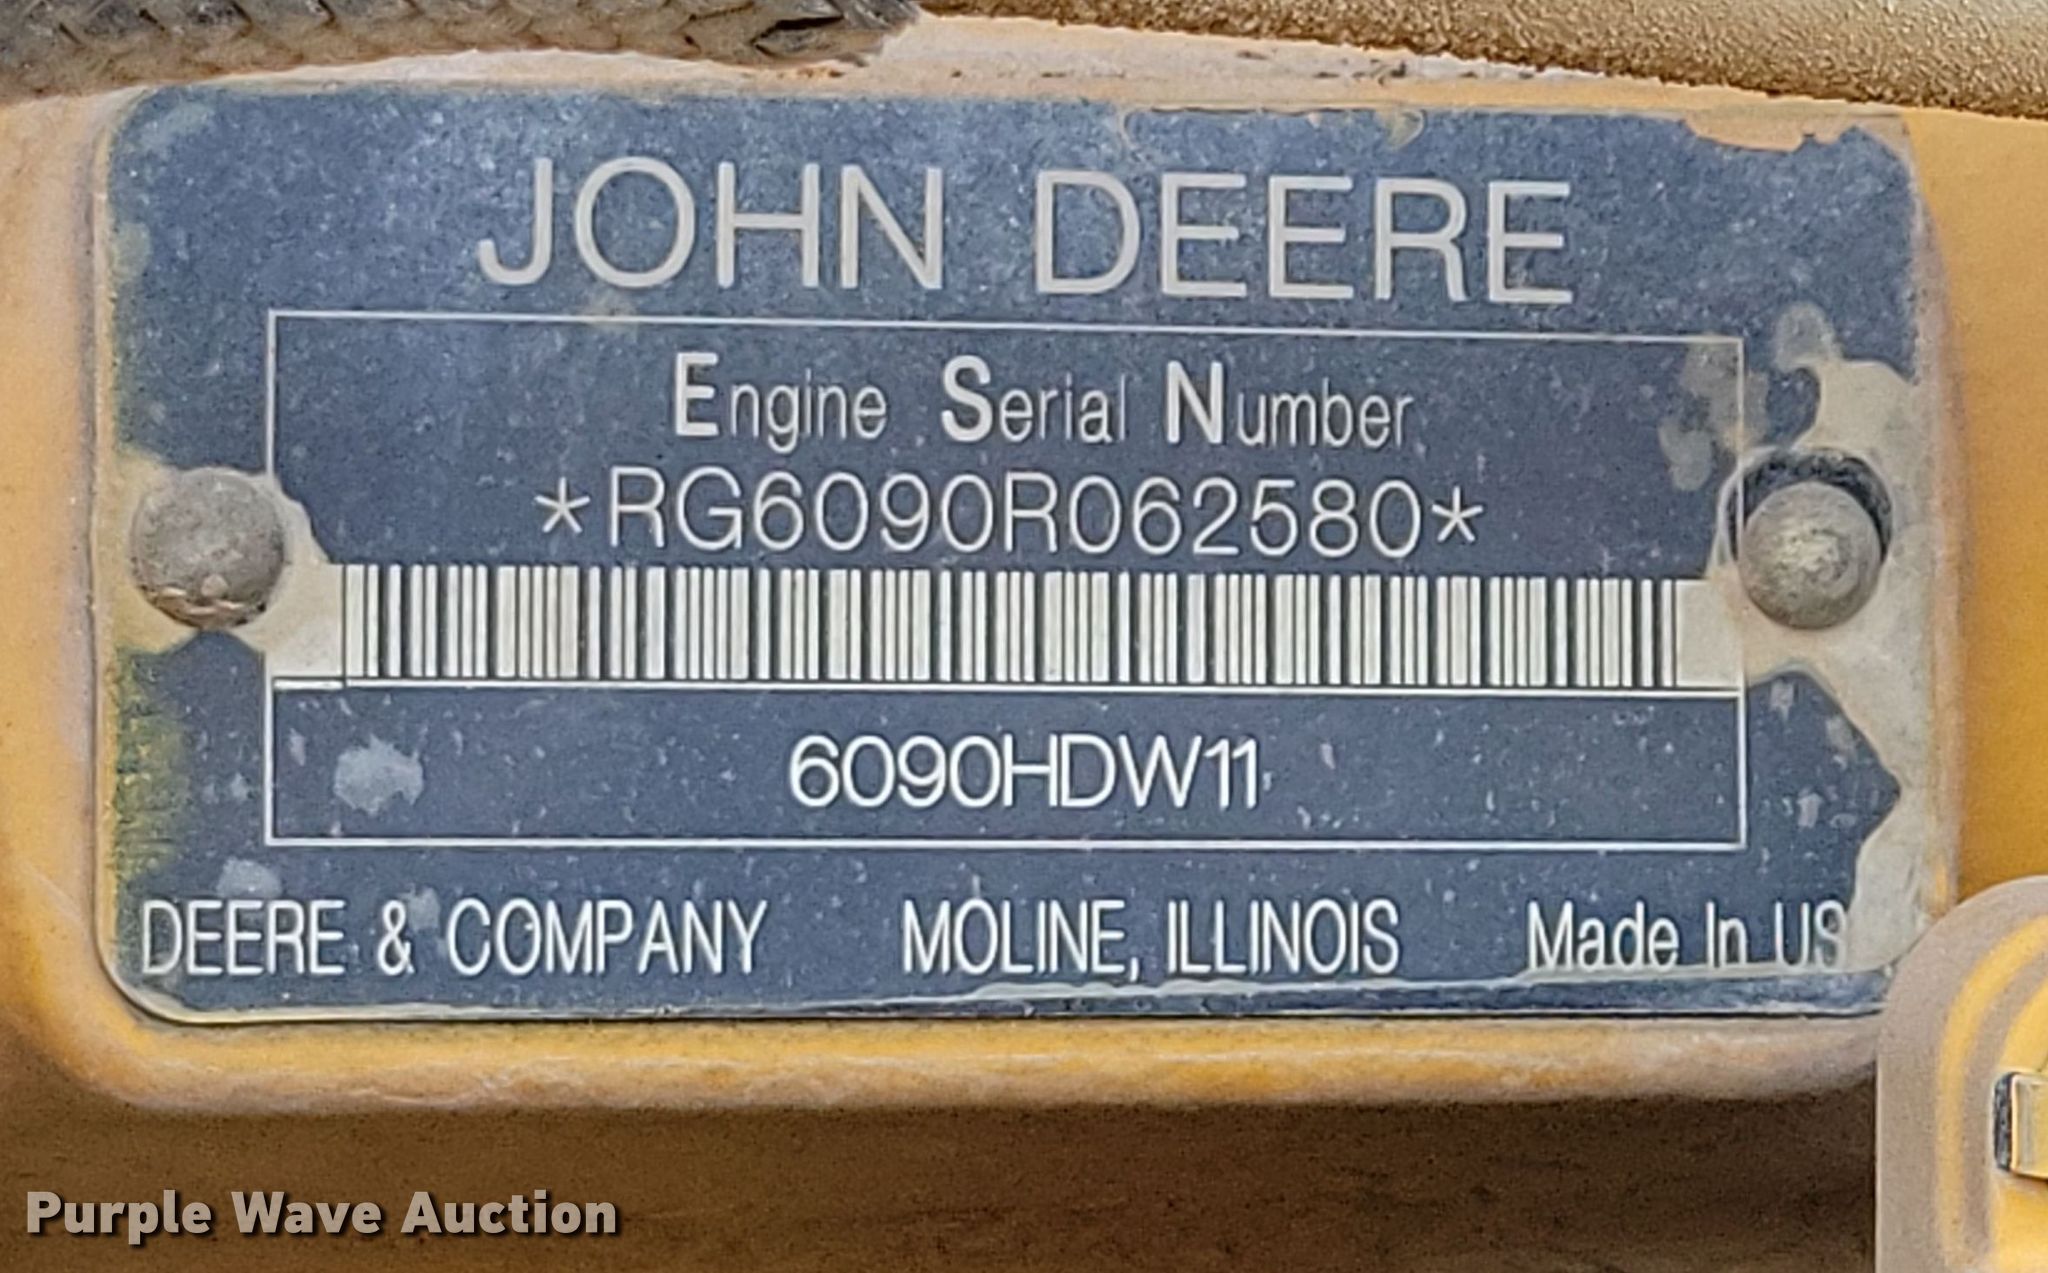 JOHN DEERE
Engine Serial Number
*RG6090R062580*
6090HDW11
DEERE & COMPANY MOLINE, ILLINOIS Made In US
Purple Wave Auction